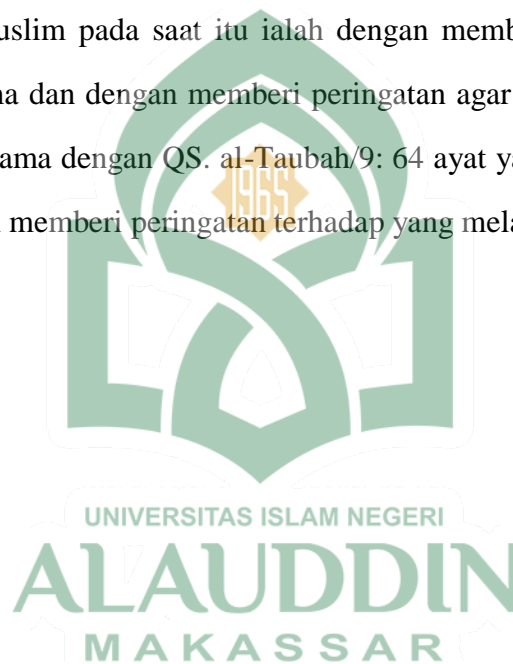 uslim pada saat itu ialah dengan memb
na dan dengan memberi peringatan agar
ama dengan QS. al-Taubah/9: 64 ayat ya
memberi peringatan terhadap yang mela
1965
UNIVERSITAS ISLAM NEGERI
ALAUDDIN
MAKASSAR